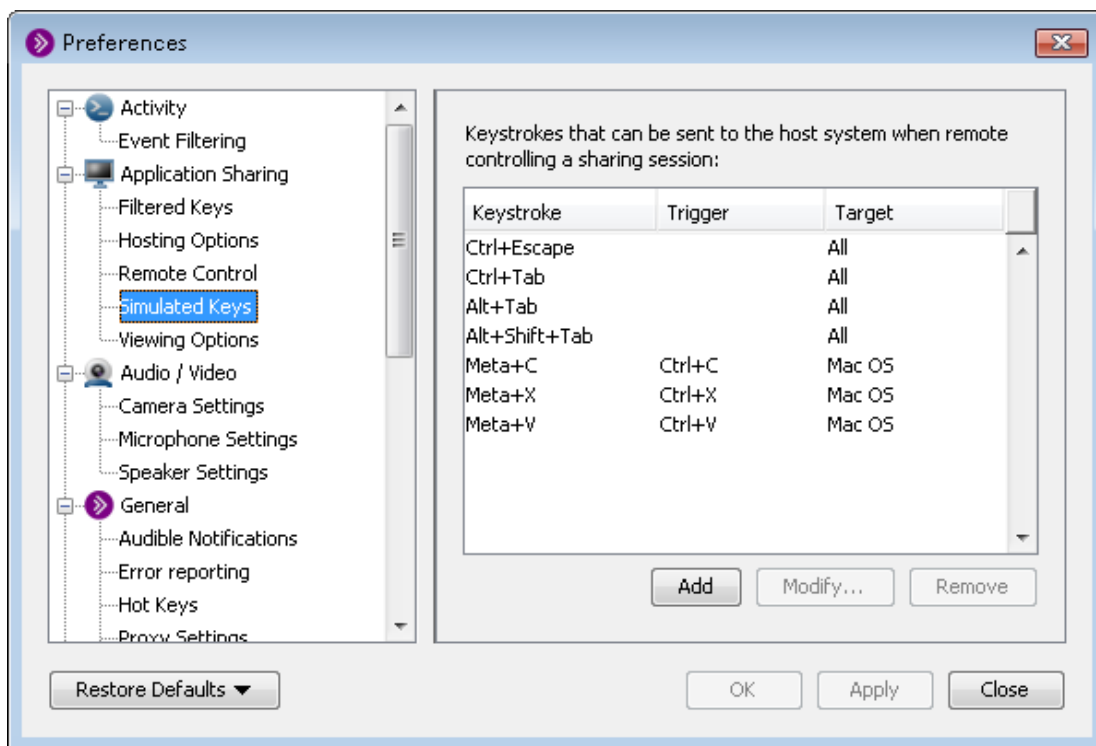 Preferences
Activity
Event Filtering
Application Sharing
Filtered Keys
Hosting Options
Remote Control
Simulated Keys
Viewing Options
Audio / Video
Camera Settings
Microphone Settings
Speaker Settings
General
Audible Notifications
Error reporting
Hot Keys
Proxy Settings
Keystrokes that can be sent to the host system when remote
controlling a sharing session:
Keystroke Trigger Target
Ctrl+Escape All
Ctrl+Tab All
Alt+Tab All
Alt+Shift+Tab All
Meta+C Ctrl+C Mac OS
Meta+X Ctrl+X Mac OS
Meta+V Ctrl+V Mac OS
Add Modify... Remove
Restore Defaults OK Apply Close